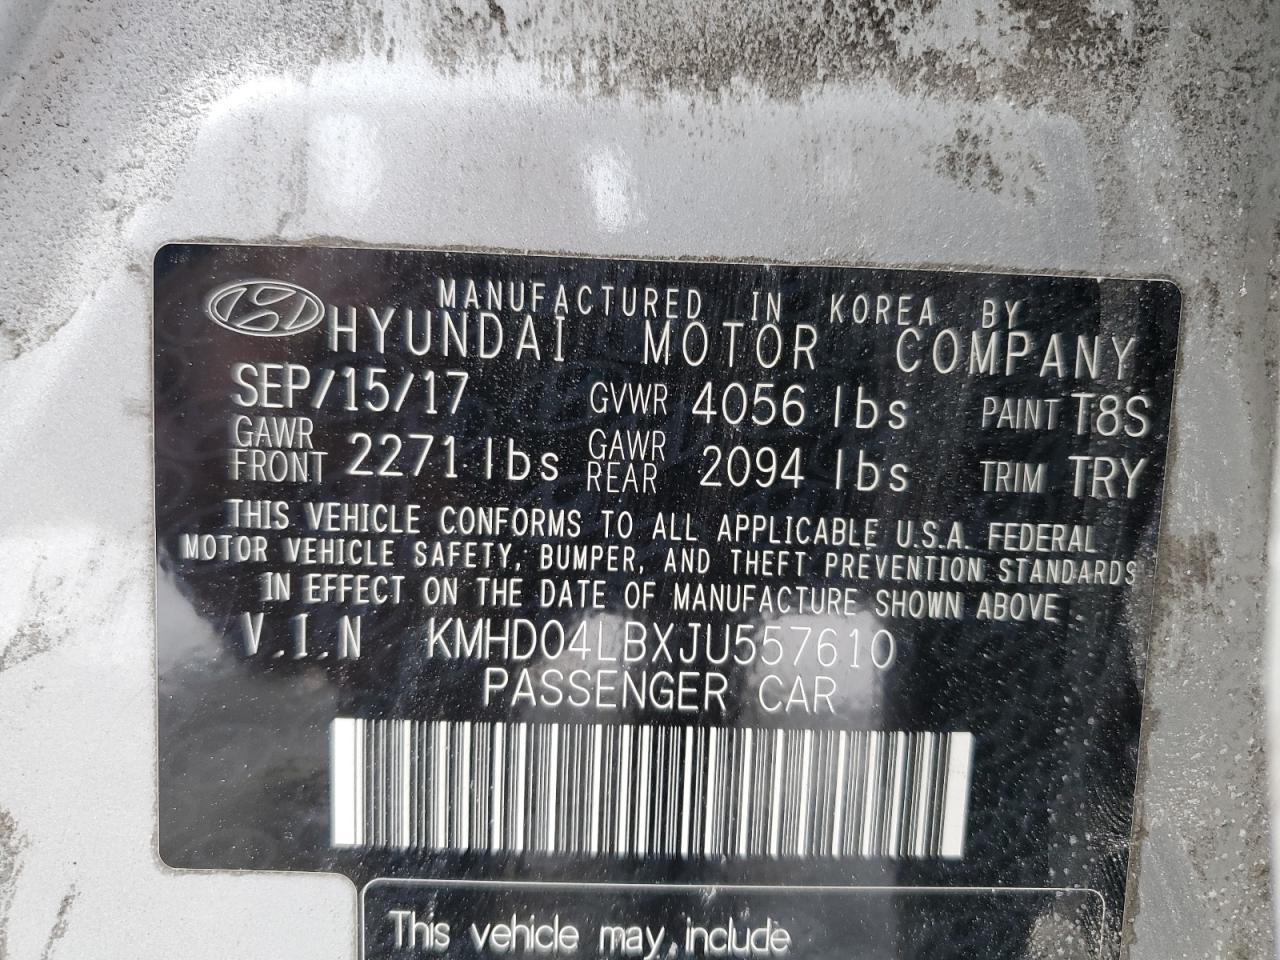 MANUFACTURED IN KOREA BY
HYUNDAI MOTOR COMPANY
SEP/15/17 GVWR 4056 lbs PAINT T8S
GAWR FRONT 2271 lbs GAWR REAR 2094 lbs TRIM TRY
THIS VEHICLE CONFORMS TO ALL APPLICABLE U.S.A. FEDERAL
MOTOR VEHICLE SAFETY, BUMPER, AND THEFT PREVENTION STANDARDS
IN EFFECT ON THE DATE OF MANUFACTURE SHOWN ABOVE
V.I.N KMHD04LBXJU557610
PASSENGER CAR
This vehicle may include